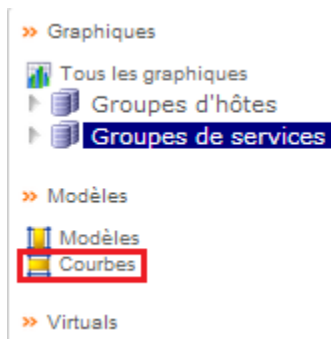 » Graphiques
Tous les graphiques
Groupes d'hôtes
Groupes de services
» Modèles
Modèles
Courbes
» Virtuals